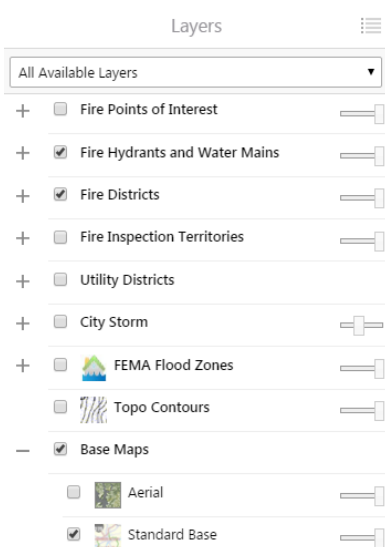 Layers
All Available Layers
Fire Points of Interest
Fire Hydrants and Water Mains
Fire Districts
Fire Inspection Territories
Utility Districts
City Storm
FEMA Flood Zones
Topo Contours
Base Maps
Aerial
Standard Base